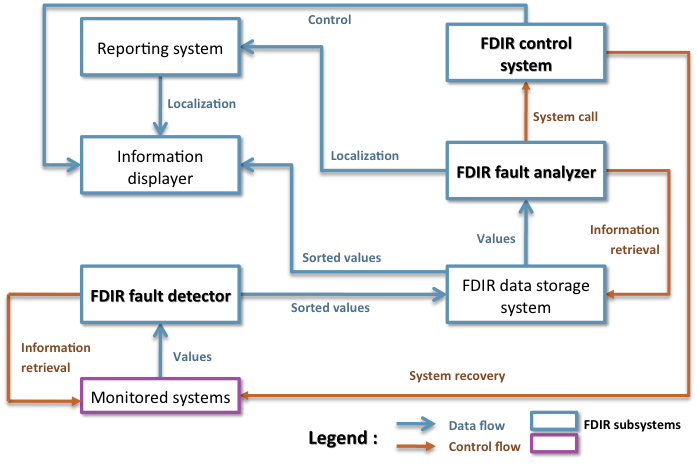 Control
Reporting system
FDIR control
system
Localization
System call
Information
displayer
Localization
FDIR fault analyzer
Values
Information
retrieval
Sorted values
FDIR fault detector
FDIR data storage
system
Sorted values
Information
retrieval
Values
System recovery
Monitored systems
Legend :
Data flow
FDIR subsystems
Control flow